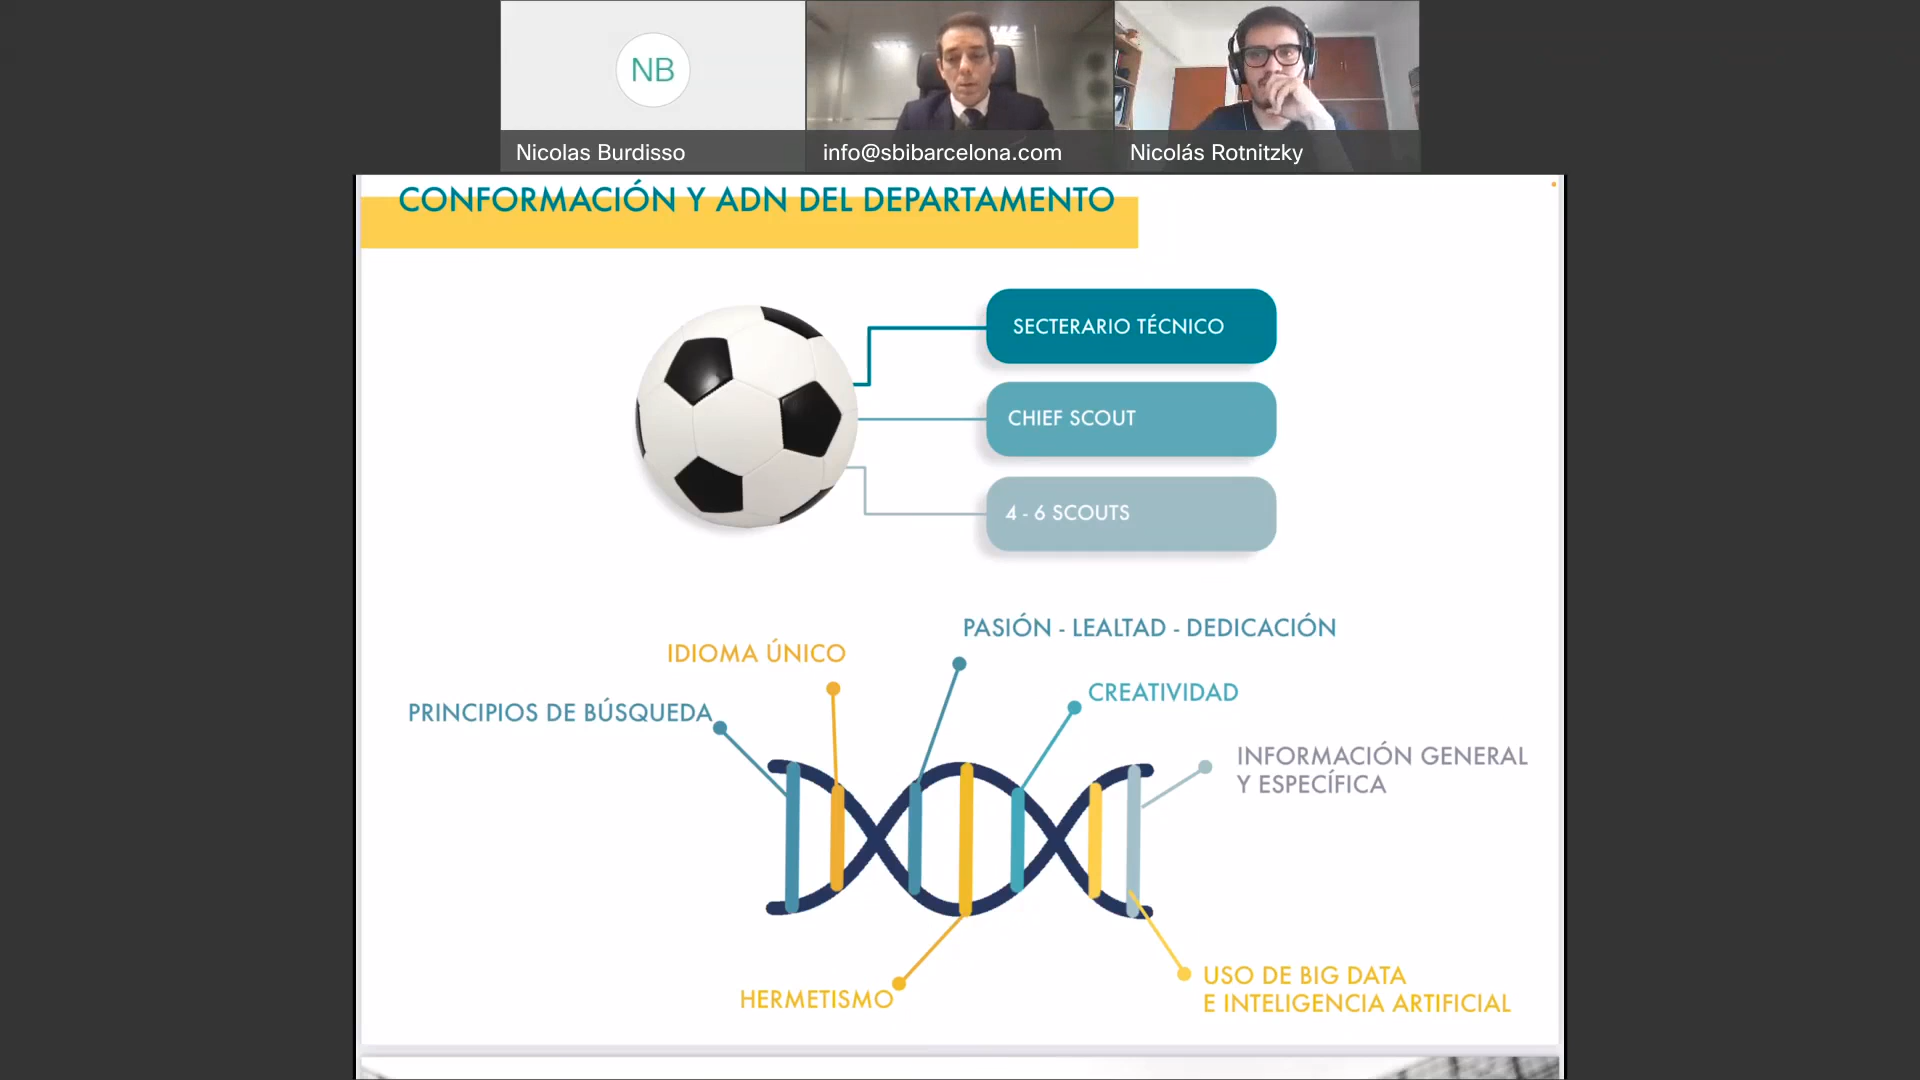 NB
Nicolas Burdisso
info@sbibarcelona.com
Nicolás Rotnitzky
CONFORMACIÓN Y ADN DEL DEPARTAMENTO
SECTERARIO TÉCNICO
CHIEF SCOUT
4 - 6 SCOUTS
PASIÓN - LEALTAD - DEDICACIÓN
IDIOMA ÚNICO
CREATIVIDAD
PRINCIPIOS DE BÚSQUEDA
INFORMACIÓN GENERAL
Y ESPECÍFICA
HERMETISMO
USO DE BIG DATA
E INTELIGENCIA ARTIFICIAL